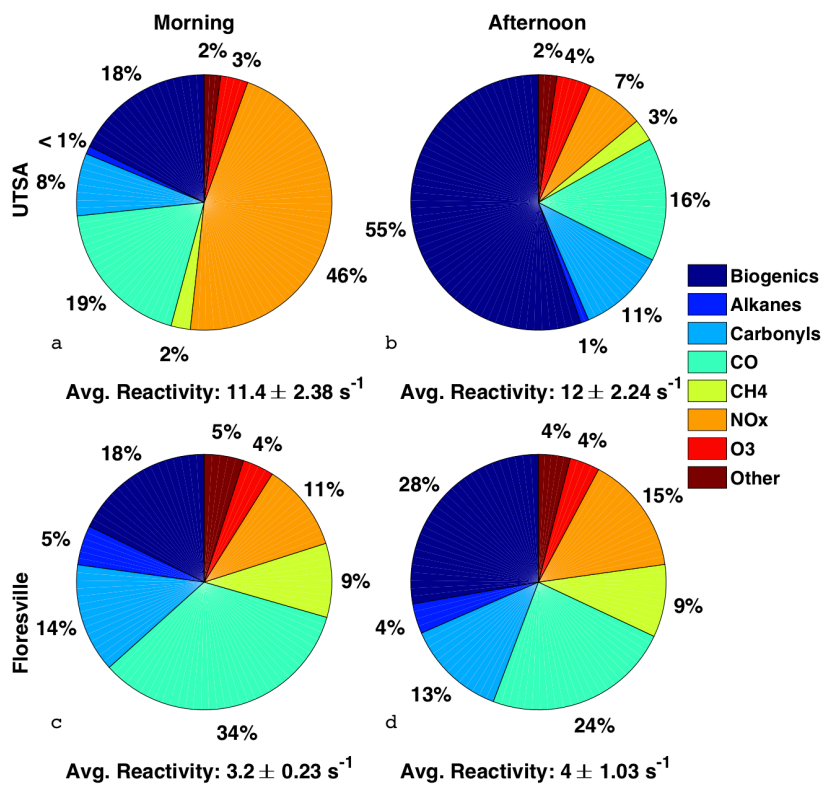 Morning
Afternoon
UTSA
2%
3%
18%
< 1%
8%
19%
2%
46%
a
Avg. Reactivity: 11.4 ± 2.38 s⁻¹
2%
4%
7%
3%
16%
11%
1%
55%
b
Avg. Reactivity: 12 ± 2.24 s⁻¹
Biogenics
Alkanes
Carbonyls
CO
CH4
NOx
O3
Other
Floresville
5%
4%
11%
9%
34%
14%
5%
18%
c
Avg. Reactivity: 3.2 ± 0.23 s⁻¹
4%
4%
15%
9%
24%
13%
4%
28%
d
Avg. Reactivity: 4 ± 1.03 s⁻¹